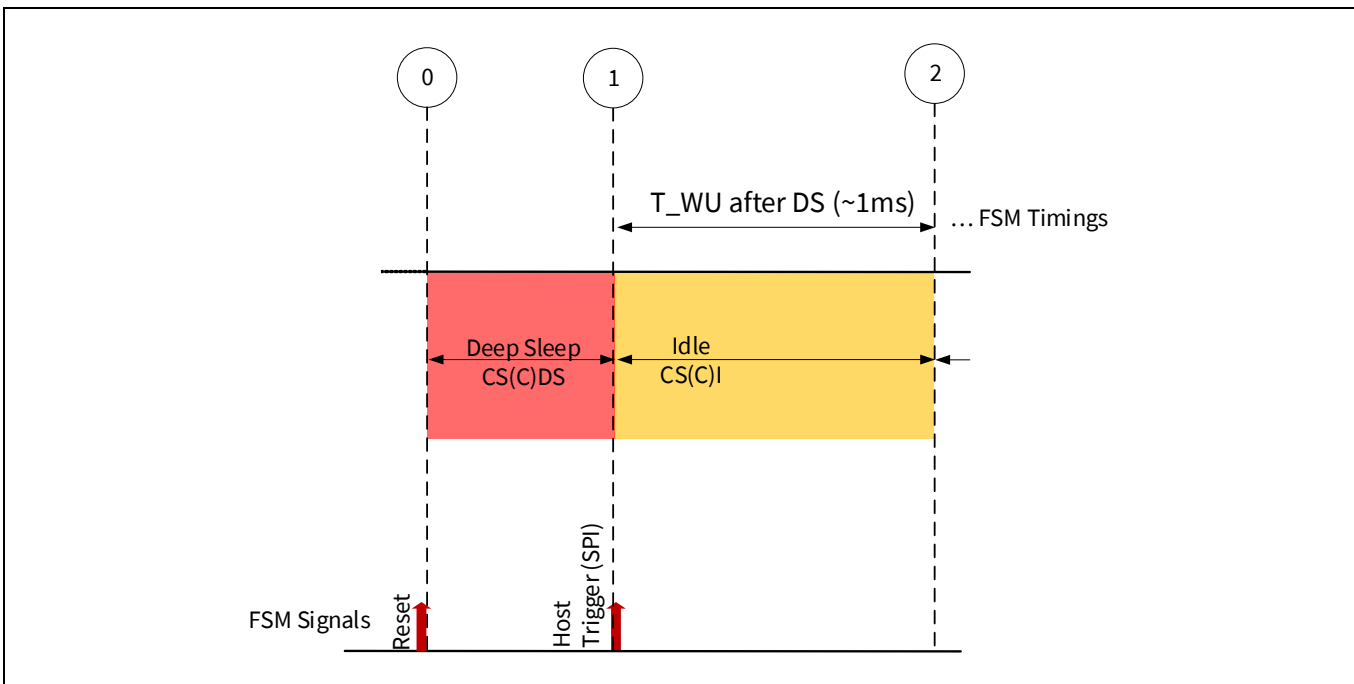 0
1
2
T_WU after DS (~1ms)
... FSM Timings
Deep Sleep
CS(C)DS
Idle
CS(C)I
FSM Signals
Reset
Host
Trigger (SPI)